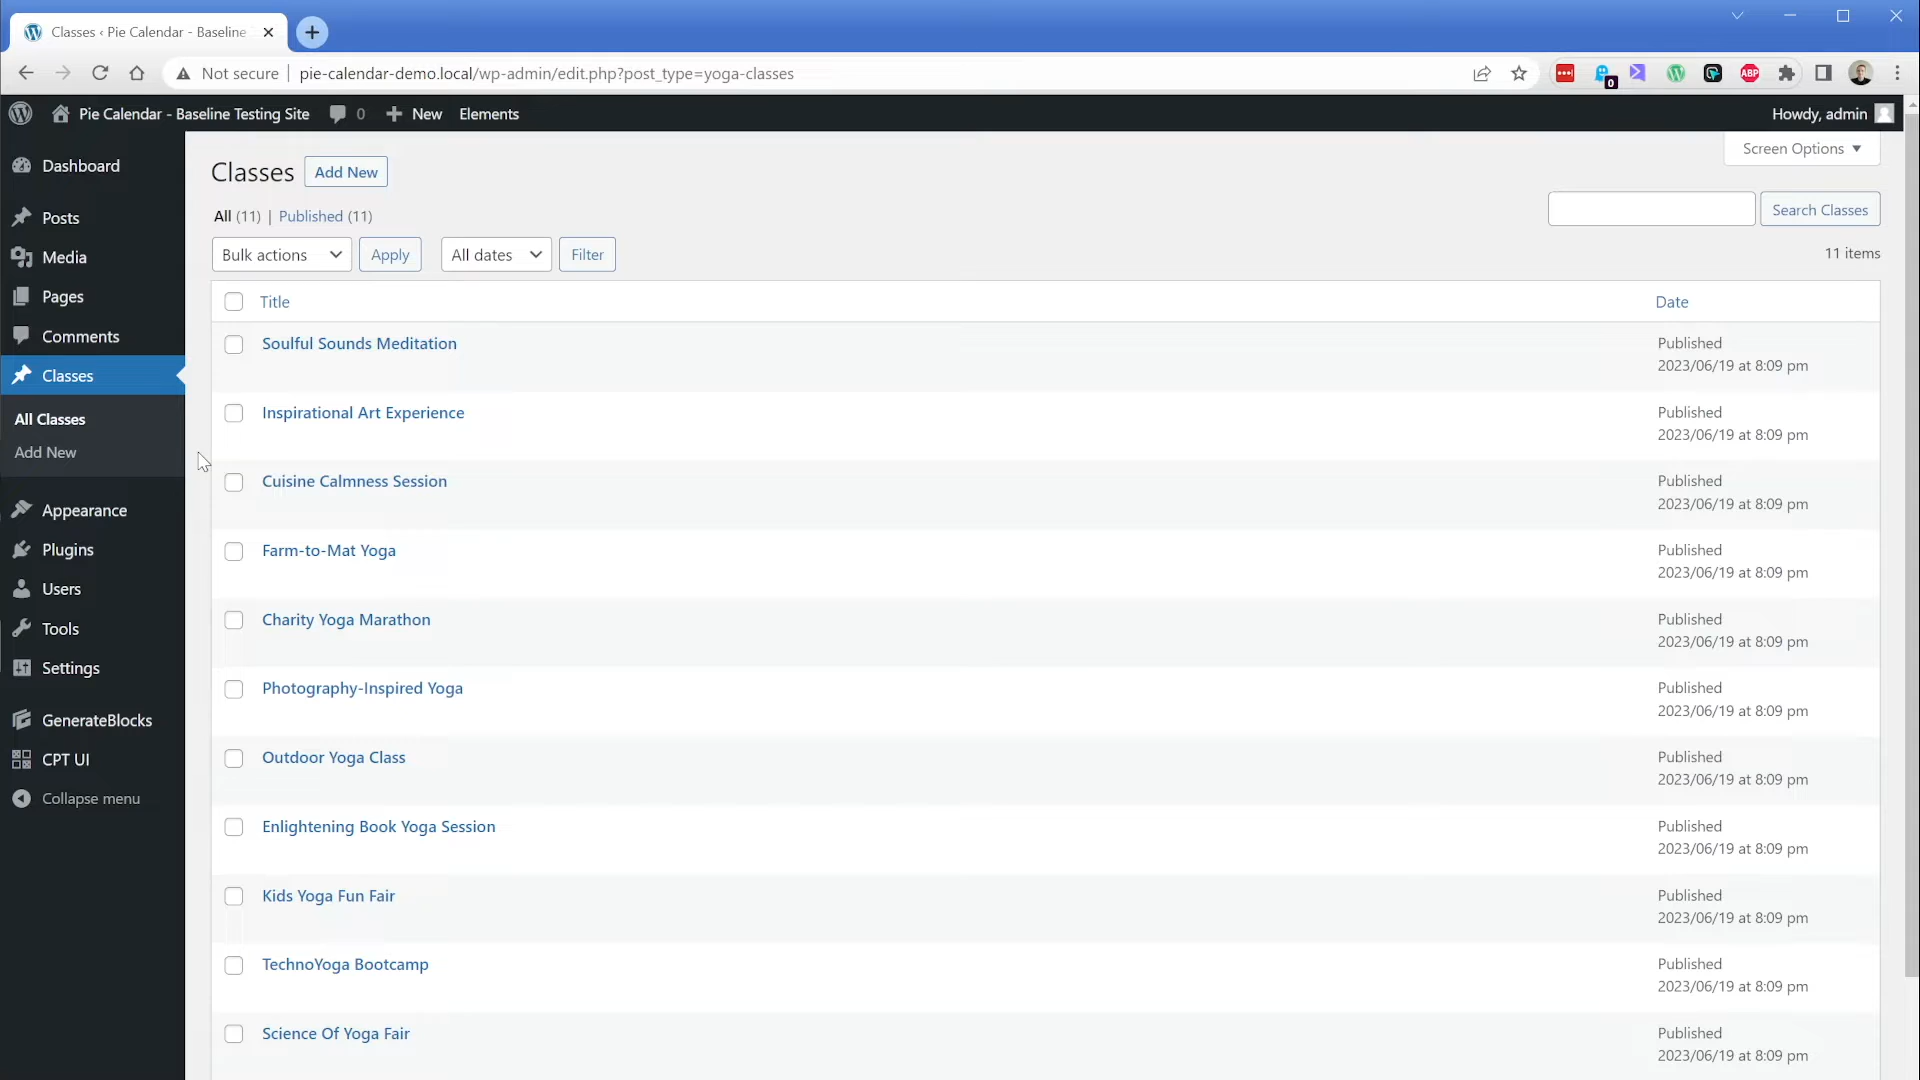 Classes ‹ Pie Calendar - Baseline
Not secure
pie-calendar-demo.local/wp-admin/edit.php?post_type=yoga-classes
0
ABP
Pie Calendar - Baseline Testing Site
0
New
Elements
Howdy, admin
Dashboard
Posts
Media
Pages
Comments
Classes
All Classes
Add New
Appearance
Plugins
Users
Tools
Settings
GenerateBlocks
CPT UI
Collapse menu
Screen Options
Classes
Add New
All (11) | Published (11)
Search Classes
Bulk actions
Apply
All dates
Filter
11 items
Title
Date
Soulful Sounds Meditation
Published
2023/06/19 at 8:09 pm
Inspirational Art Experience
Published
2023/06/19 at 8:09 pm
Cuisine Calmness Session
Published
2023/06/19 at 8:09 pm
Farm-to-Mat Yoga
Published
2023/06/19 at 8:09 pm
Charity Yoga Marathon
Published
2023/06/19 at 8:09 pm
Photography-Inspired Yoga
Published
2023/06/19 at 8:09 pm
Outdoor Yoga Class
Published
2023/06/19 at 8:09 pm
Enlightening Book Yoga Session
Published
2023/06/19 at 8:09 pm
Kids Yoga Fun Fair
Published
2023/06/19 at 8:09 pm
TechnoYoga Bootcamp
Published
2023/06/19 at 8:09 pm
Science Of Yoga Fair
Published
2023/06/19 at 8:09 pm